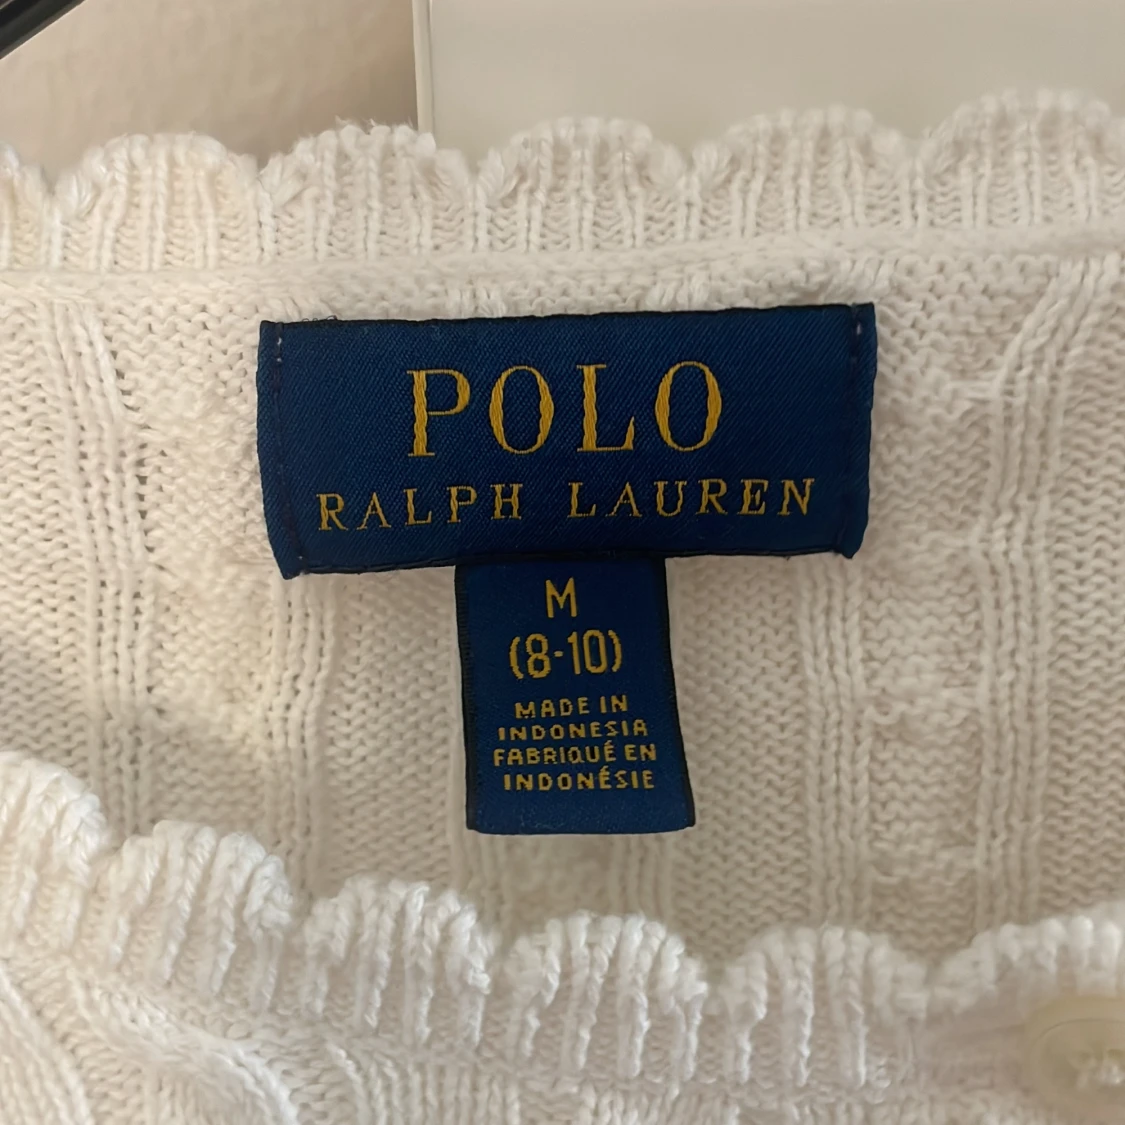 POLO
RALPH LAUREN
M
(8-10)
MADE IN
INDONESIA
FABRIQUÉ EN
INDONÉSIE